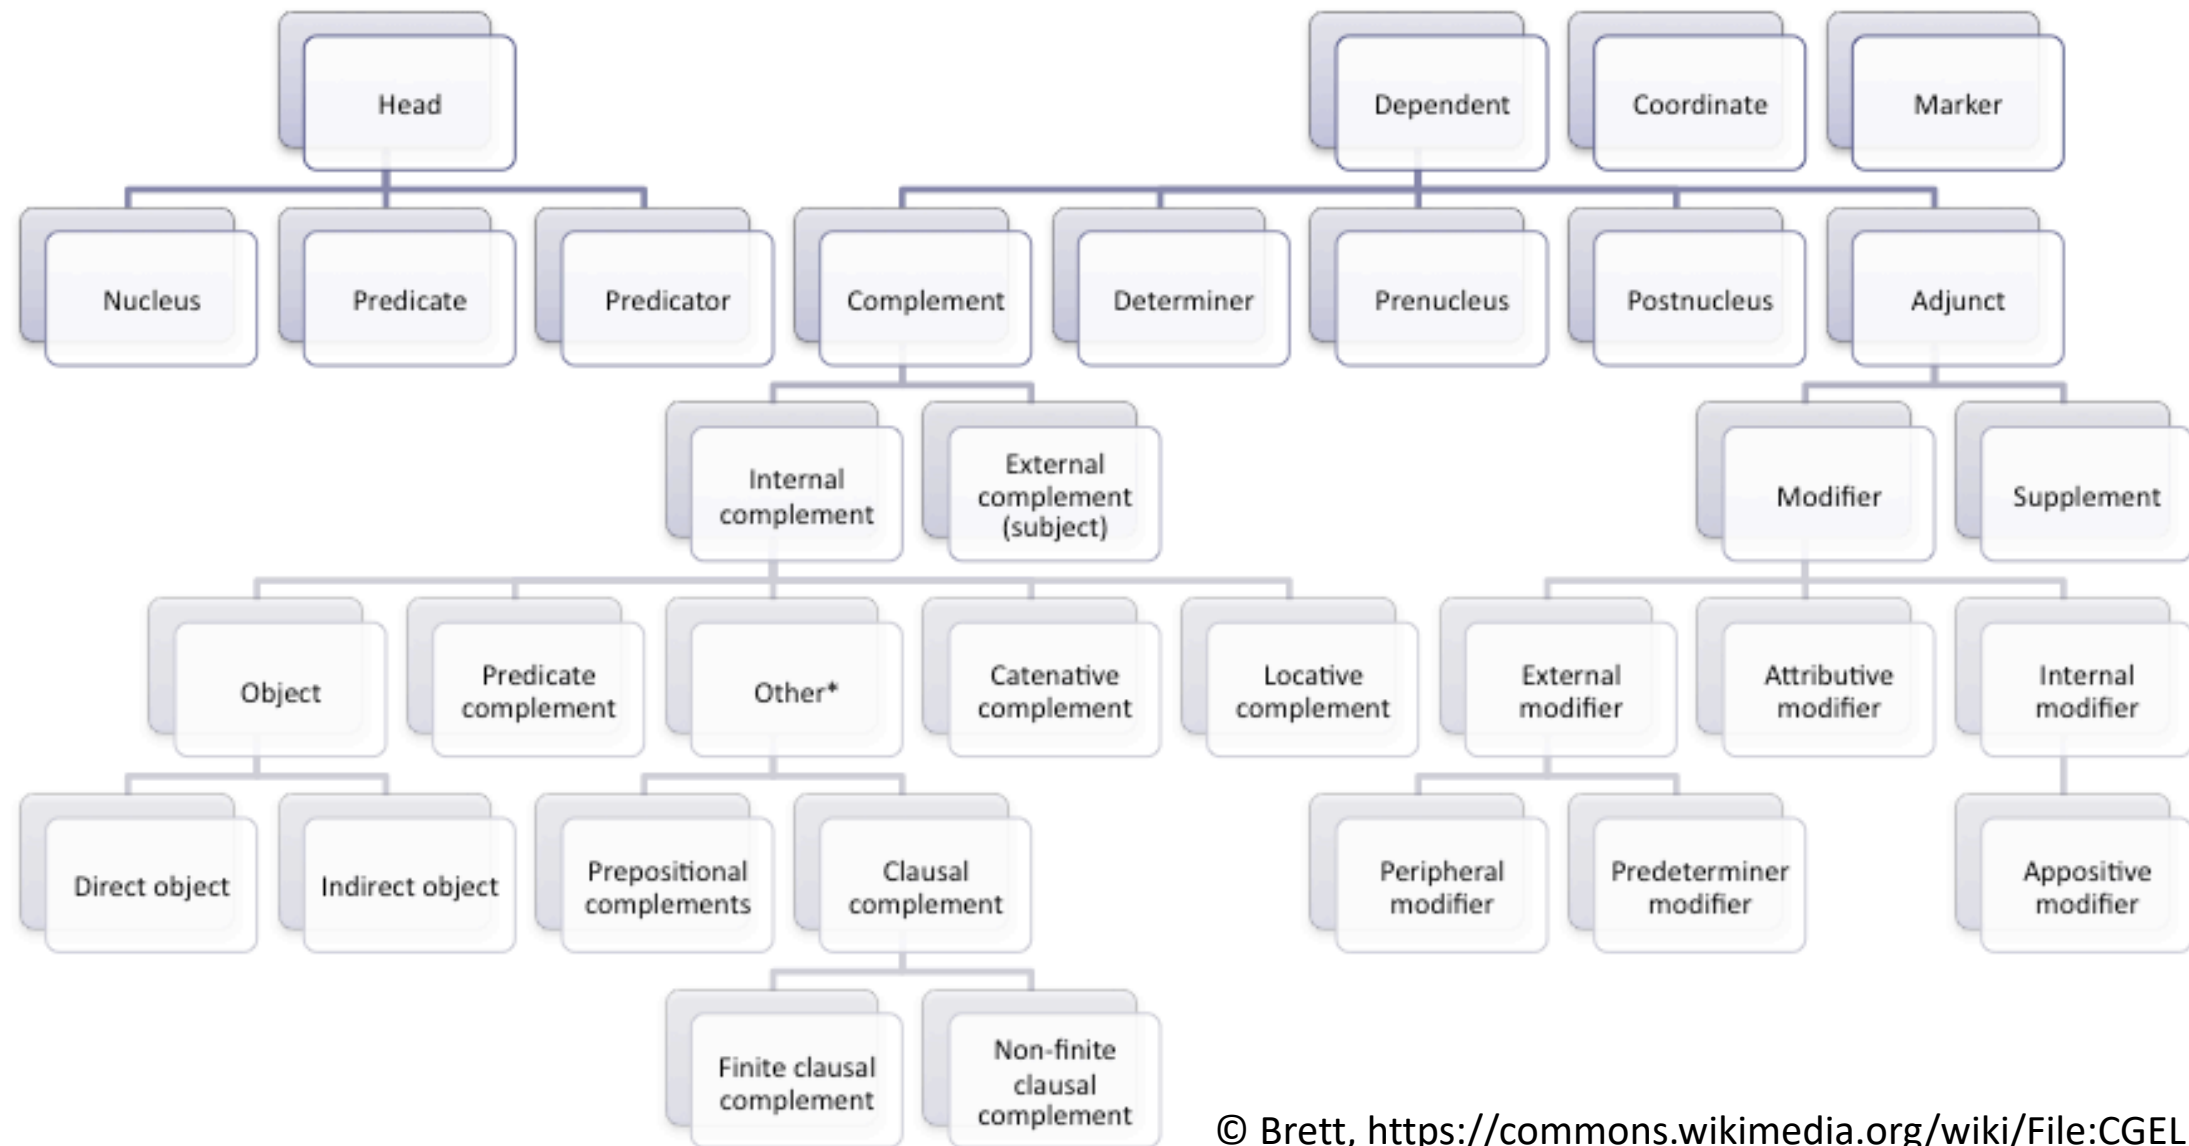 Head
Dependent
Coordinate
Marker
Nucleus
Predicate
Predicator
Complement
Determiner
Prenucleus
Postnucleus
Adjunct
Internal
complement
External
complement
(subject)
Modifier
Supplement
Object
Predicate
complement
Other*
Catenative
complement
Locative
complement
External
modifier
Attributive
modifier
Internal
modifier
Direct object
Indirect object
Prepositional
complements
Clausal
complement
Peripheral
modifier
Predeterminer
modifier
Appositive
modifier
Finite clausal
complement
Non-finite
clausal
complement
© Brett, https://commons.wikimedia.org/wiki/File:CGEL